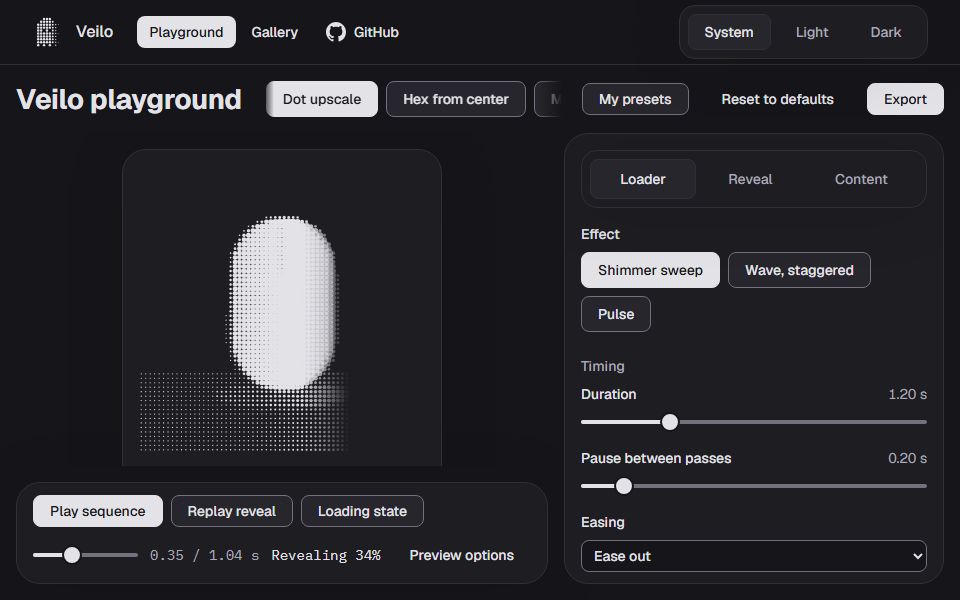 Veilo Playground Gallery GitHub System Light Dark
Veilo playground Dot upscale Hex from center My presets Reset to defaults Export
Loader Reveal Content
Effect
Shimmer sweep Wave, staggered
Pulse
Timing
Duration 1.20 s
Pause between passes 0.20 s
Easing
Ease out
Play sequence Replay reveal Loading state
0.35 / 1.04 s Revealing 34% Preview options